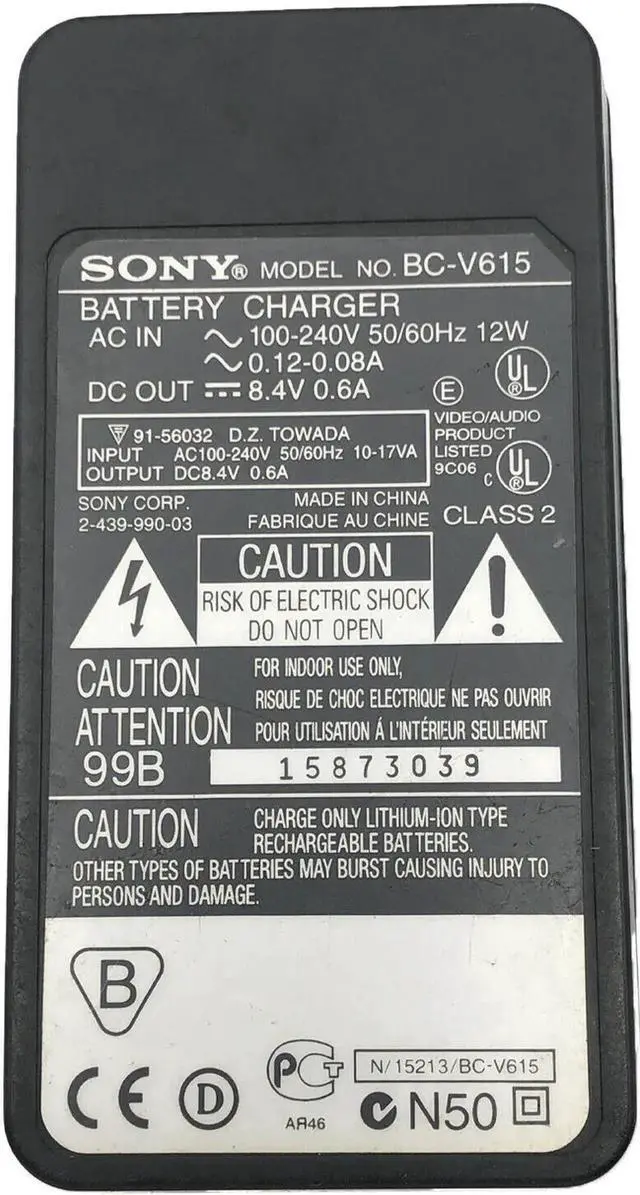 SONY® MODEL NO. BC-V615
BATTERY CHARGER
AC IN ~ 100-240V 50/60Hz 12W
~ 0.12-0.08A
DC OUT ⎓ 8.4V 0.6A
E
UL®
91-56032 D.Z. TOWADA
INPUT AC100-240V 50/60Hz 10-17VA
OUTPUT DC8.4V 0.6A
VIDEO/AUDIO
PRODUCT
LISTED
9C06
C UL®
SONY CORP. MADE IN CHINA
2-439-990-03 FABRIQUE AU CHINE CLASS 2
CAUTION
RISK OF ELECTRIC SHOCK
DO NOT OPEN
CAUTION FOR INDOOR USE ONLY,
RISQUE DE CHOC ELECTRIQUE NE PAS OUVRIR
ATTENTION POUR UTILISATION Á L'INTÉRIEUR SEULEMENT
99B 15873039
CAUTION CHARGE ONLY LITHIUM-ION TYPE
RECHARGEABLE BATTERIES.
OTHER TYPES OF BATTERIES MAY BURST CAUSING INJURY TO
PERSONS AND DAMAGE.
B
CE D PCT N/15213/BC-V615
АЯ46 N50